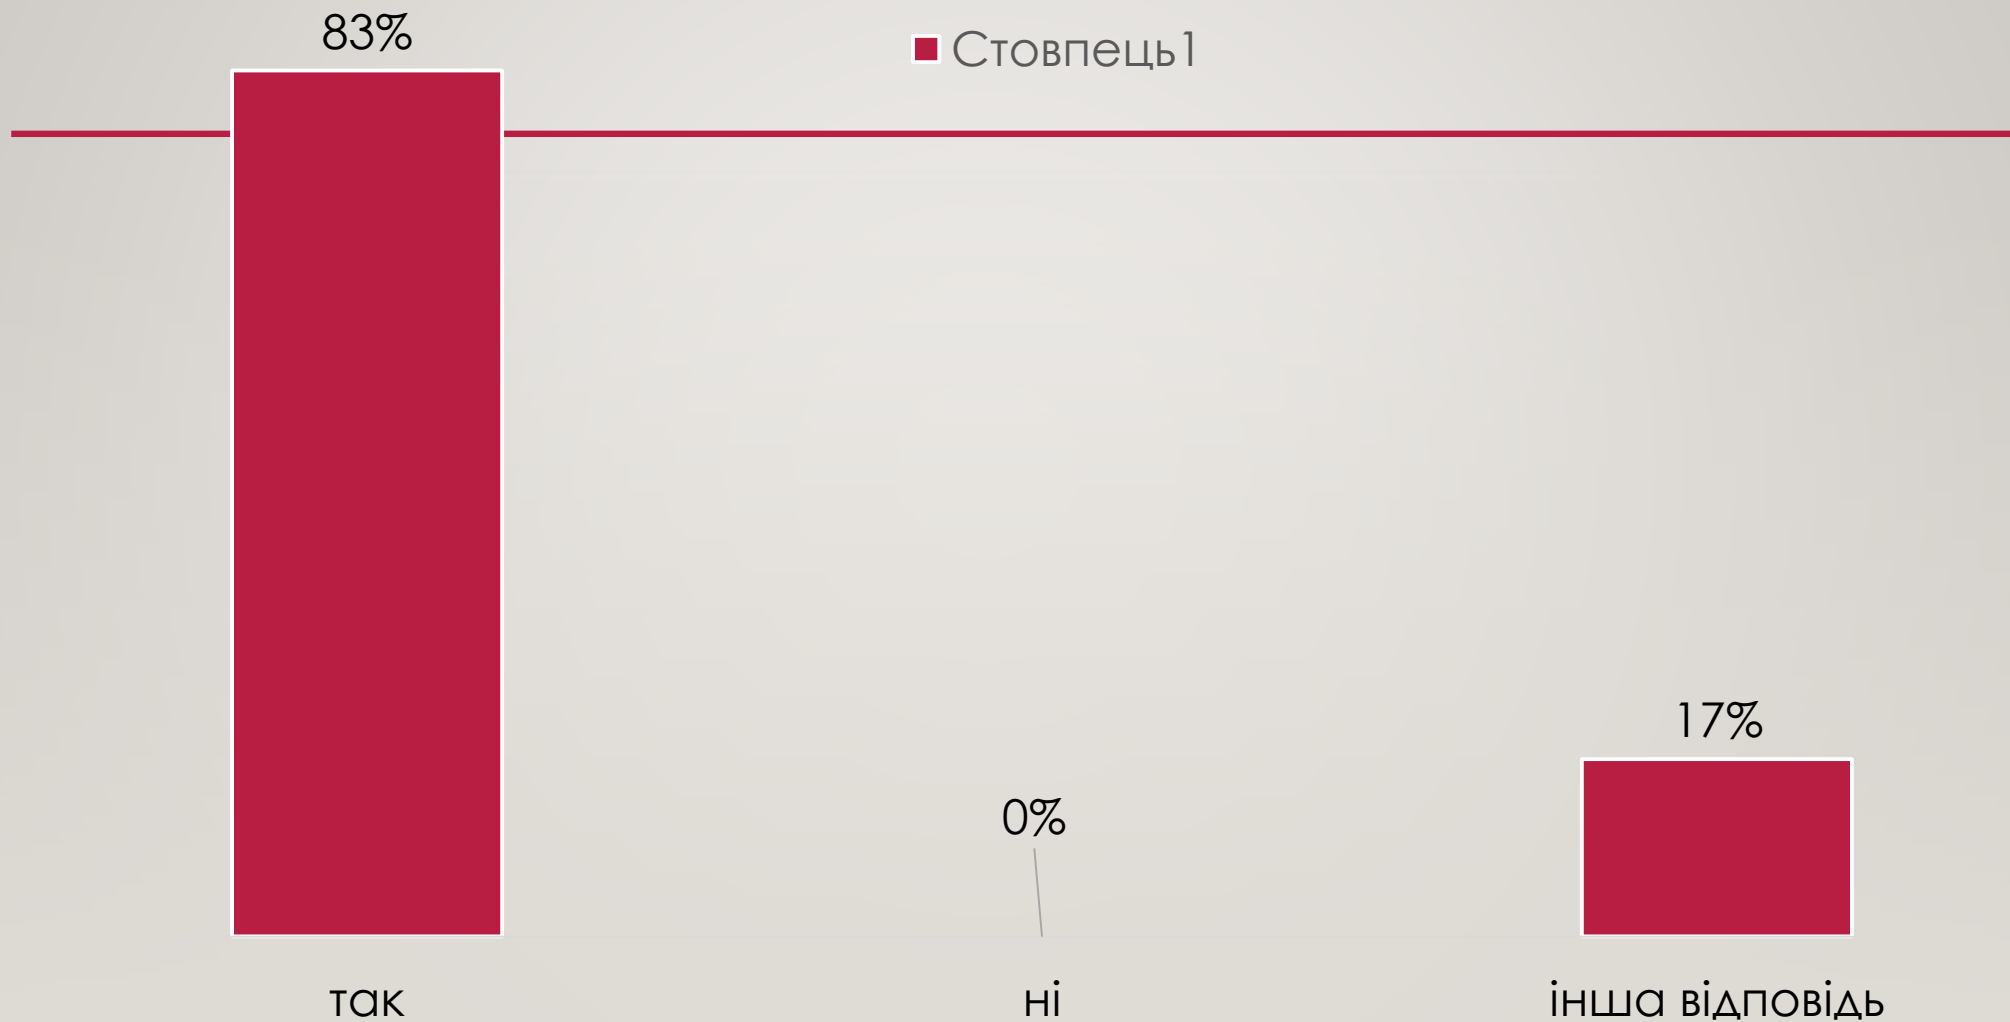 83%
Стовпець1
0%
17%
так
ні
інша відповідь